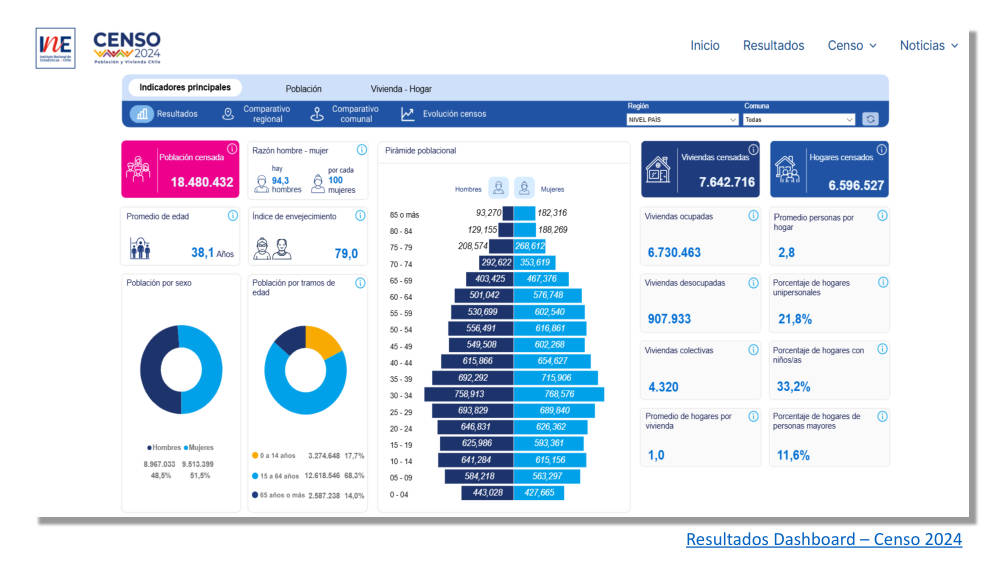 INE
Instituto Nacional de Estadísticas - Chile
CENSO
2024
Población y Vivienda Chile
Inicio
Resultados
Censo
Noticias
Indicadores principales
Población
Vivienda - Hogar
Resultados
Comparativo
regional
Comparativo
comunal
Evolución censos
Región
NIVEL PAÍS
Comuna
Todas
Población censada
18.480.432
Razón hombre - mujer
hay
94,3
hombres
por cada
100
mujeres
Promedio de edad
38,1 Años
Índice de envejecimiento
79,0
Población por sexo
Hombres Mujeres
8.967.033 9.513.399
48,5% 51,5%
Población por tramos de
edad
0 a 14 años 3.274.648 17,7%
15 a 64 años 12.618.546 68,3%
65 años o más 2.587.238 14,0%
Pirámide poblacional
Hombres Mujeres
85 o más 93,270 182,316
80 - 84 129,155 188,269
75 - 79 208,574 268,612
70 - 74 292,622 353,619
65 - 69 403,425 467,376
60 - 64 501,042 576,748
55 - 59 530,699 602,540
50 - 54 556,491 616,861
45 - 49 549,508 602,268
40 - 44 615,866 654,627
35 - 39 692,292 715,906
30 - 34 758,913 768,576
25 - 29 693,829 689,840
20 - 24 646,831 626,362
15 - 19 625,986 593,361
10 - 14 641,284 615,156
05 - 09 584,218 563,297
0 - 04 443,028 427,665
Viviendas censadas
7.642.716
Hogares censados
6.596.527
Viviendas ocupadas
6.730.463
Promedio personas por
hogar
2,8
Viviendas desocupadas
907.933
Porcentaje de hogares
unipersonales
21,8%
Viviendas colectivas
4.320
Porcentaje de hogares con
niños/as
33,2%
Promedio de hogares por
vivienda
1,0
Porcentaje de hogares de
personas mayores
11,6%
Resultados Dashboard – Censo 2024